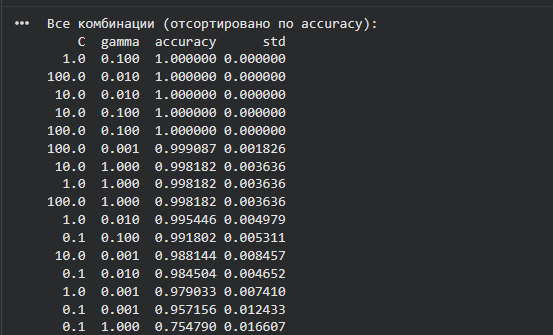 Все комбинации (отсортировано по accuracy):
C gamma accuracy std
1.0 0.100 1.000000 0.000000
100.0 0.010 1.000000 0.000000
10.0 0.010 1.000000 0.000000
10.0 0.100 1.000000 0.000000
100.0 0.100 1.000000 0.000000
100.0 0.001 0.999087 0.001826
10.0 1.000 0.998182 0.003636
1.0 1.000 0.998182 0.003636
100.0 1.000 0.998182 0.003636
1.0 0.010 0.995446 0.004979
0.1 0.100 0.991802 0.005311
10.0 0.001 0.988144 0.008457
0.1 0.010 0.984504 0.004652
1.0 0.001 0.979033 0.007410
0.1 0.001 0.957156 0.012433
0.1 1.000 0.754790 0.016607